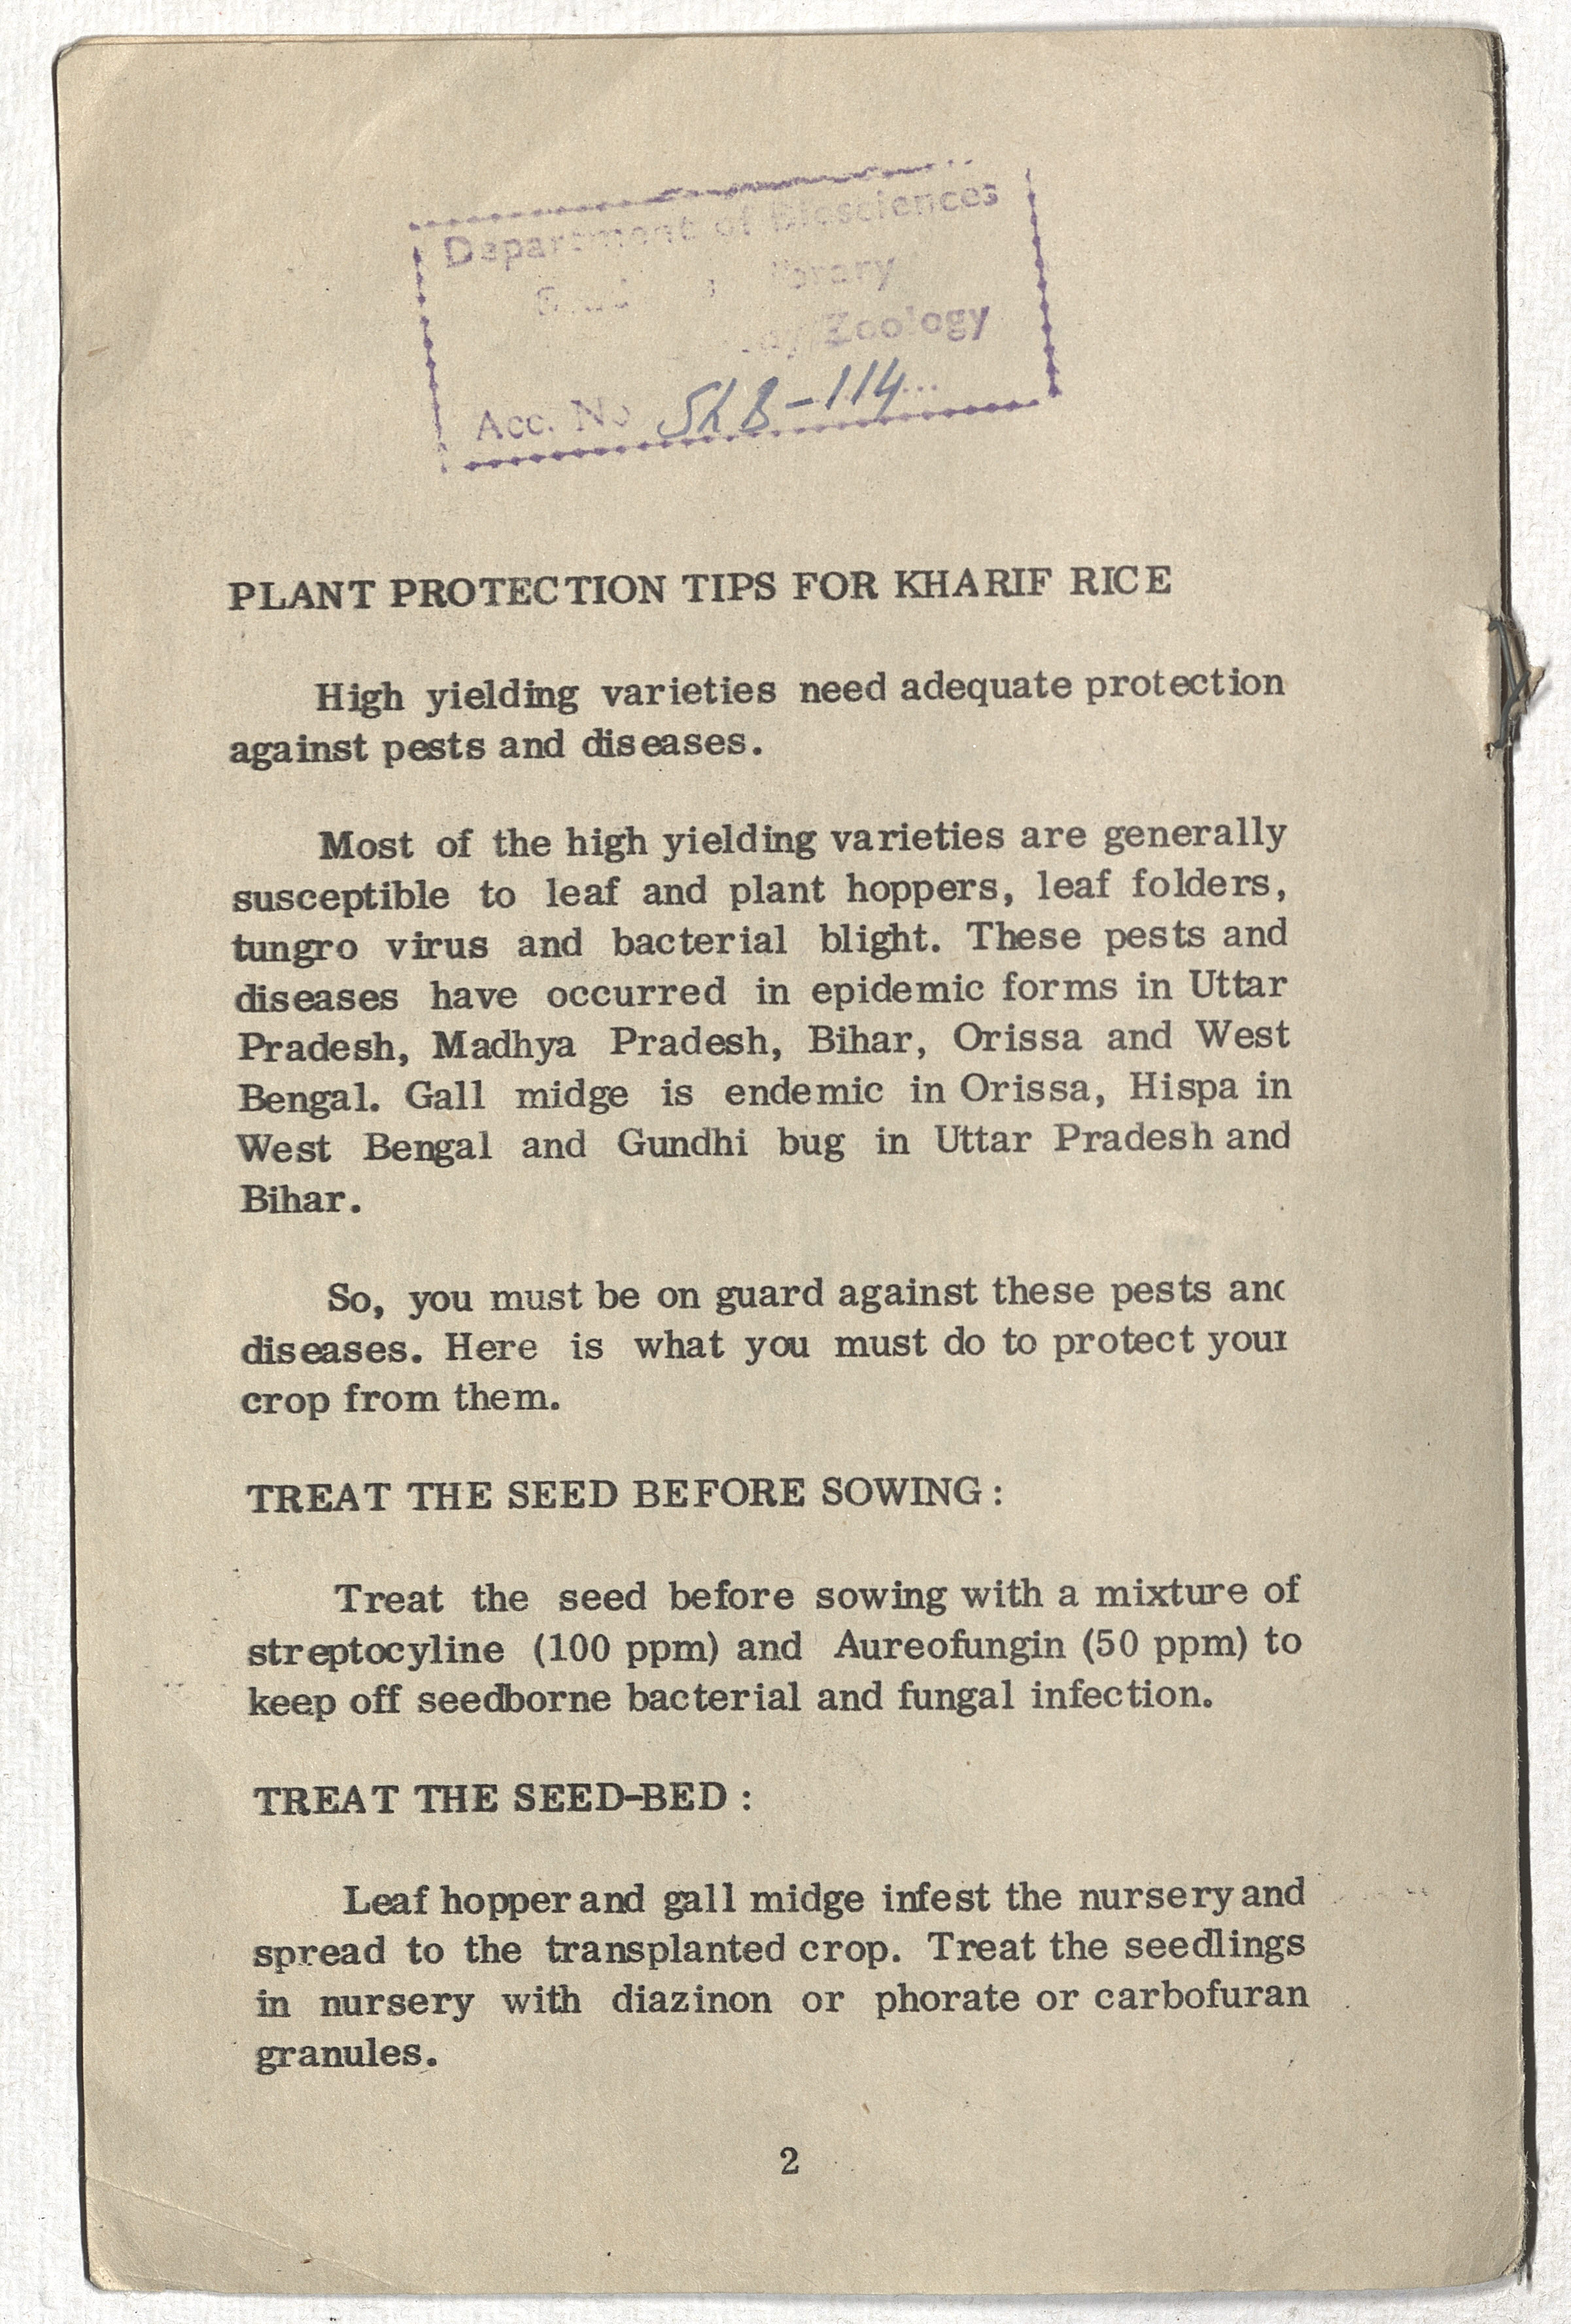 Department of Biosciences
Zoology
Acc. No SKB-114
PLANT PROTECTION TIPS FOR KHARIF RICE
High yielding varieties need adequate protection
against pests and diseases.
Most of the high yielding varieties are generally
susceptible to leaf and plant hoppers, leaf folders,
tungro virus and bacterial blight. These pests and
diseases have occurred in epidemic forms in Uttar
Pradesh, Madhya Pradesh, Bihar, Orissa and West
Bengal. Gall midge is endemic in Orissa, Hispa in
West Bengal and Gundhi bug in Uttar Pradesh and
Bihar.
So, you must be on guard against these pests and
diseases. Here is what you must do to protect your
crop from them.
TREAT THE SEED BEFORE SOWING :
Treat the seed before sowing with a mixture of
streptocyline (100 ppm) and Aureofungin (50 ppm) to
keep off seedborne bacterial and fungal infection.
TREAT THE SEED-BED :
Leaf hopper and gall midge infest the nursery and
spread to the transplanted crop. Treat the seedlings
in nursery with diazinon or phorate or carbofuran
granules.
2